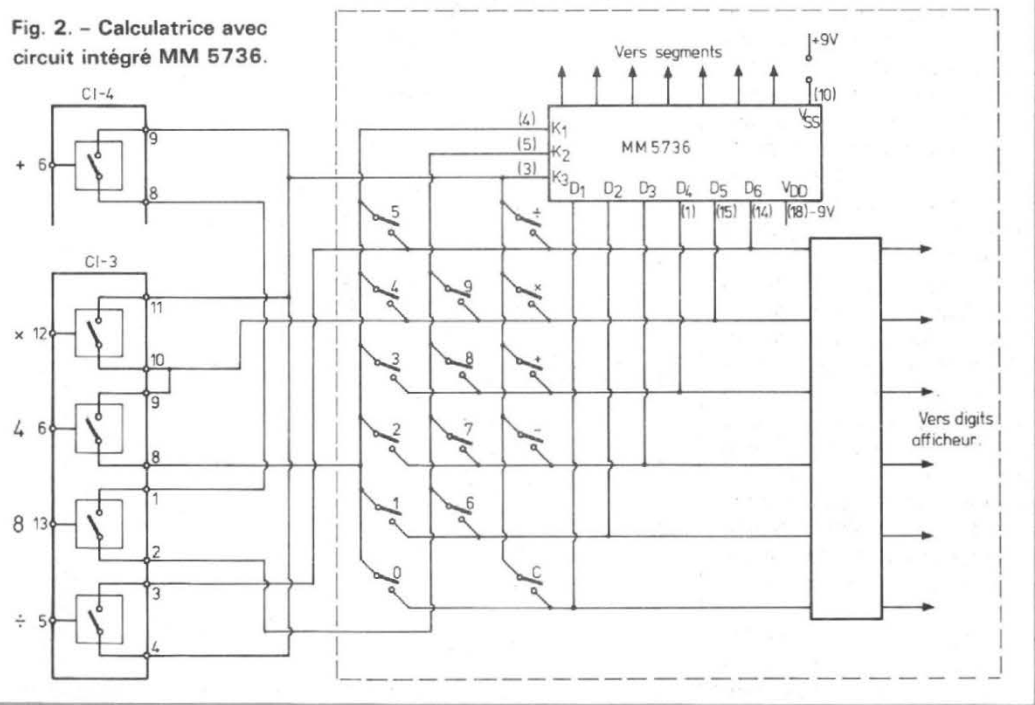 Fig. 2. – Calculatrice avec
circuit intégré MM 5736.
CI-4
9
+ 6
8
CI-3
11
× 12
10
9
4 6
8
1
8 13
2
3
÷ 5
4
Vers segments
+9V
(10)
VSS
(4) K1
(5) K2
(3) K3
MM 5736
D1 D2 D3 D4 D5 D6 VDD
(1) (15) (14) (18) -9V
5 ÷
4 9 ×
3 8 +
2 7 -
1 6
0 C
Vers digits
afficheur.